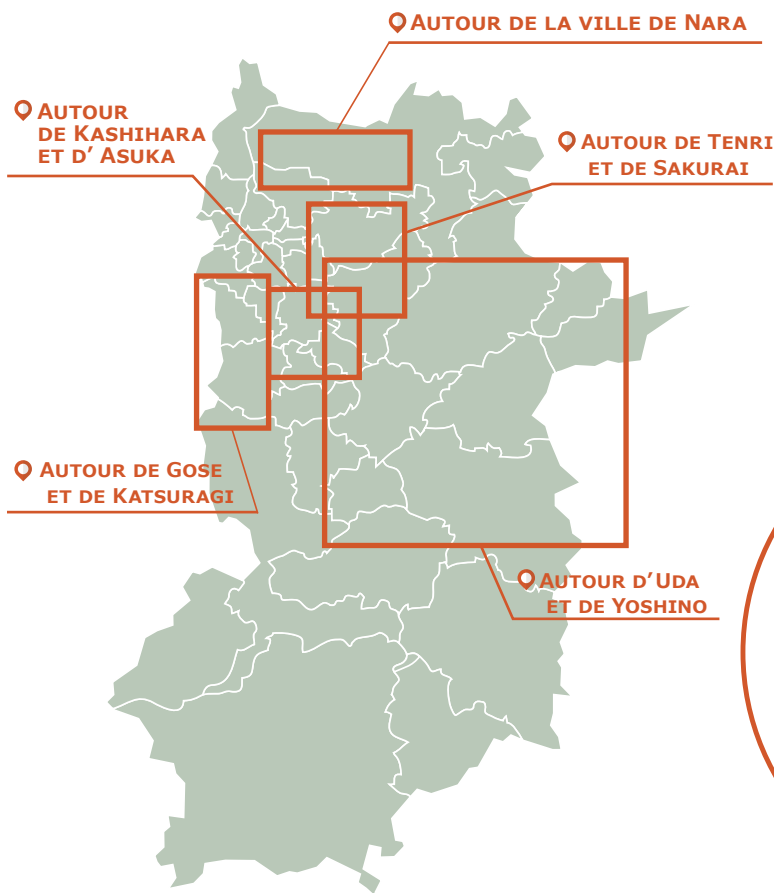 AUTOUR DE LA VILLE DE NARA
AUTOUR
DE KASHIHARA
ET D' ASUKA
AUTOUR DE TENRI
ET DE SAKURAI
AUTOUR DE GOSE
ET DE KATSURAGI
AUTOUR D'UDA
ET DE YOSHINO